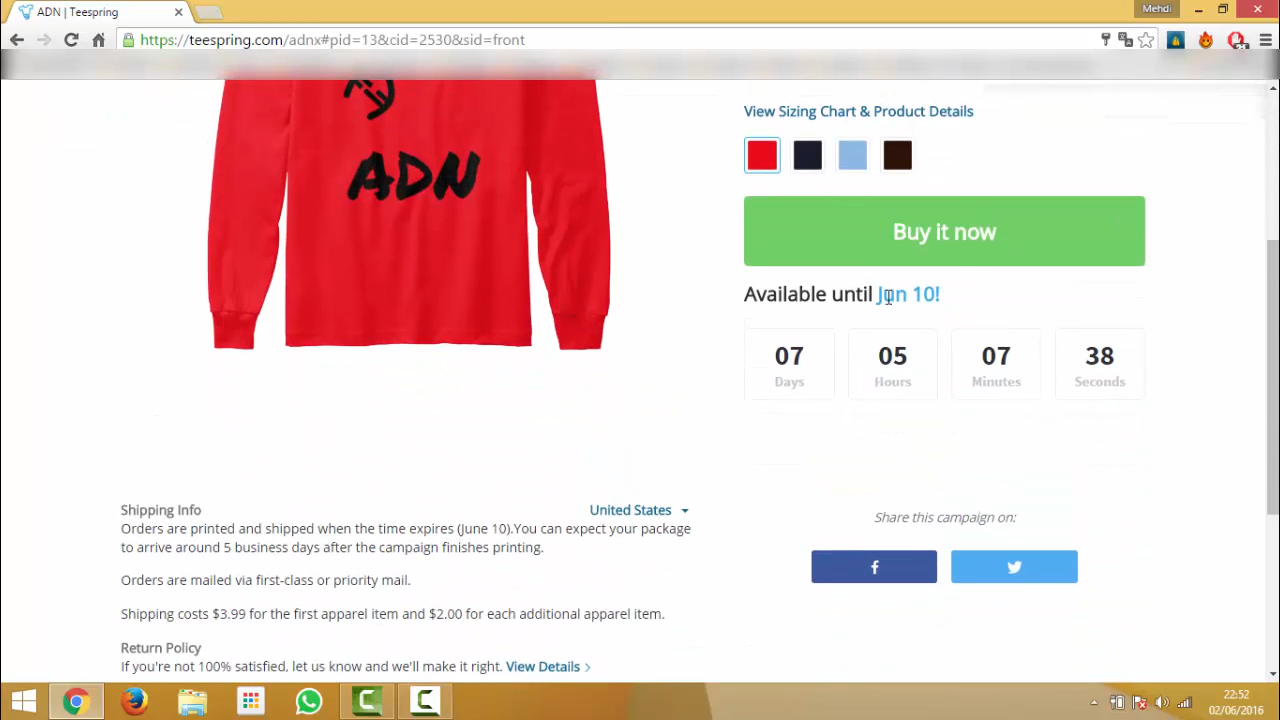 ADN | Teespring
Mehdi
https://teespring.com/adnx#pid=13&cid=2530&sid=front
ADN
View Sizing Chart & Product Details
Buy it now
Available until Jun 10!
07 05 07 38
Days Hours Minutes Seconds
Shipping Info
United States
Orders are printed and shipped when the time expires (June 10).You can expect your package
to arrive around 5 business days after the campaign finishes printing.
Orders are mailed via first-class or priority mail.
Shipping costs $3.99 for the first apparel item and $2.00 for each additional apparel item.
Return Policy
If you're not 100% satisfied, let us know and we'll make it right. View Details >
Share this campaign on:
22:52
02/06/2016